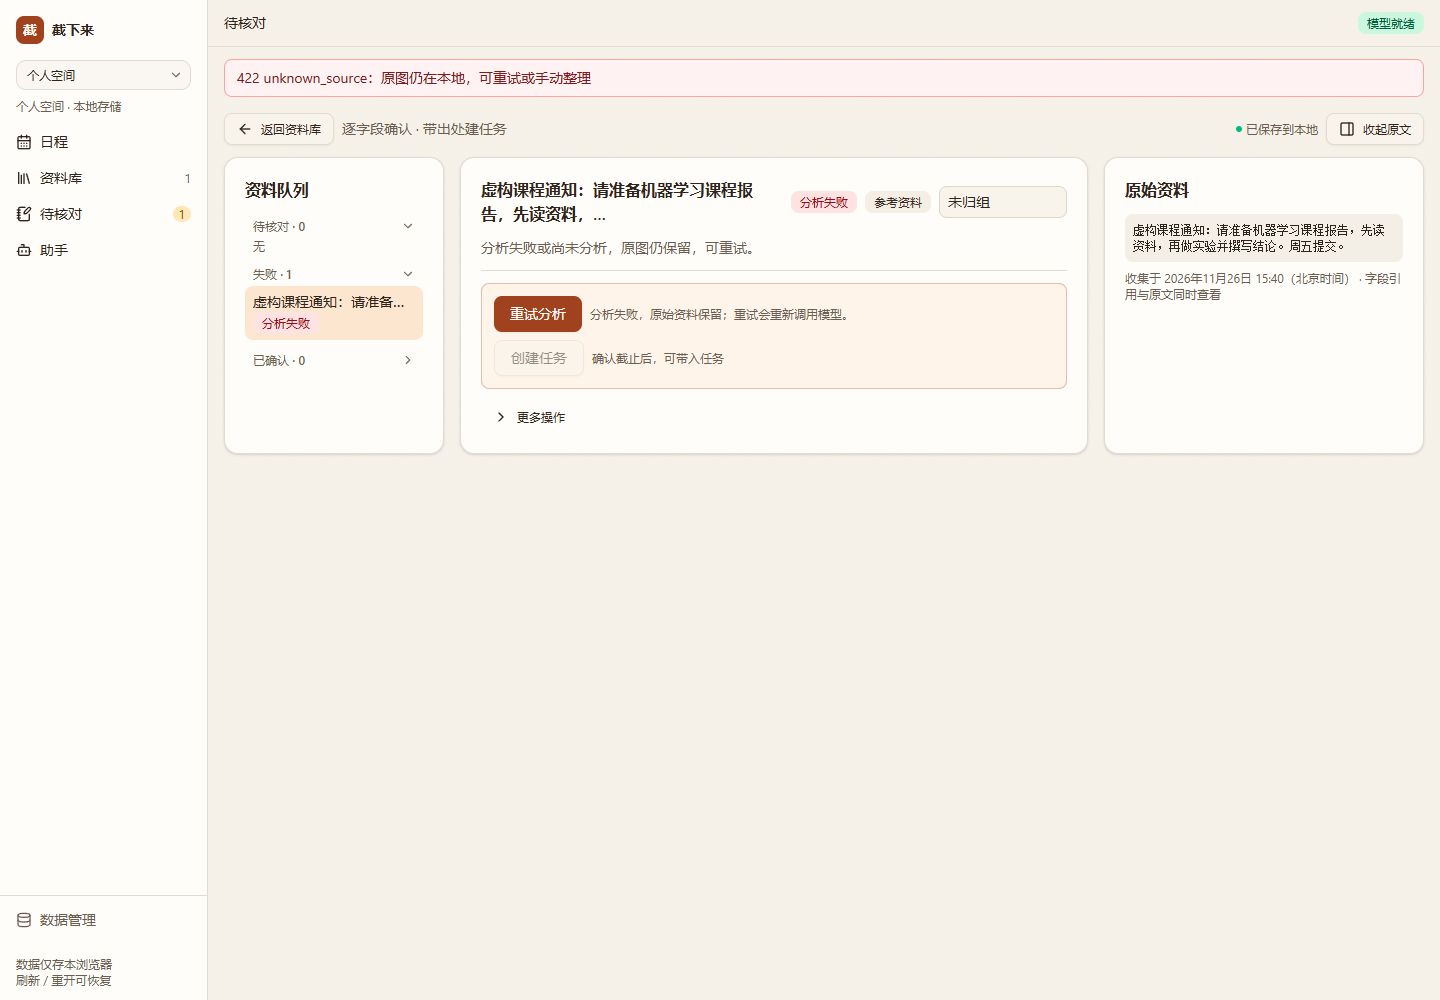 截 截下来
个人空间
个人空间 · 本地存储
日程
资料库 1
待核对 1
助手
数据管理
数据仅存本浏览器
刷新 / 重开可恢复
待核对
模型就绪
422 unknown_source：原图仍在本地，可重试或手动整理
返回资料库
逐字段确认 · 带出处建任务
已保存到本地
收起原文
资料队列
待核对 · 0
无
失败 · 1
虚构课程通知：请准备...
分析失败
已确认 · 0
虚构课程通知：请准备机器学习课程报
告，先读资料，...
分析失败
参考资料
未归组
分析失败或尚未分析，原图仍保留，可重试。
重试分析
分析失败，原始资料保留；重试会重新调用模型。
创建任务
确认截止后，可带入任务
更多操作
原始资料
虚构课程通知：请准备机器学习课程报告，先读
资料，再做实验并撰写结论。周五提交。
收集于 2026年11月26日 15:40（北京时间） · 字段引
用与原文同时查看